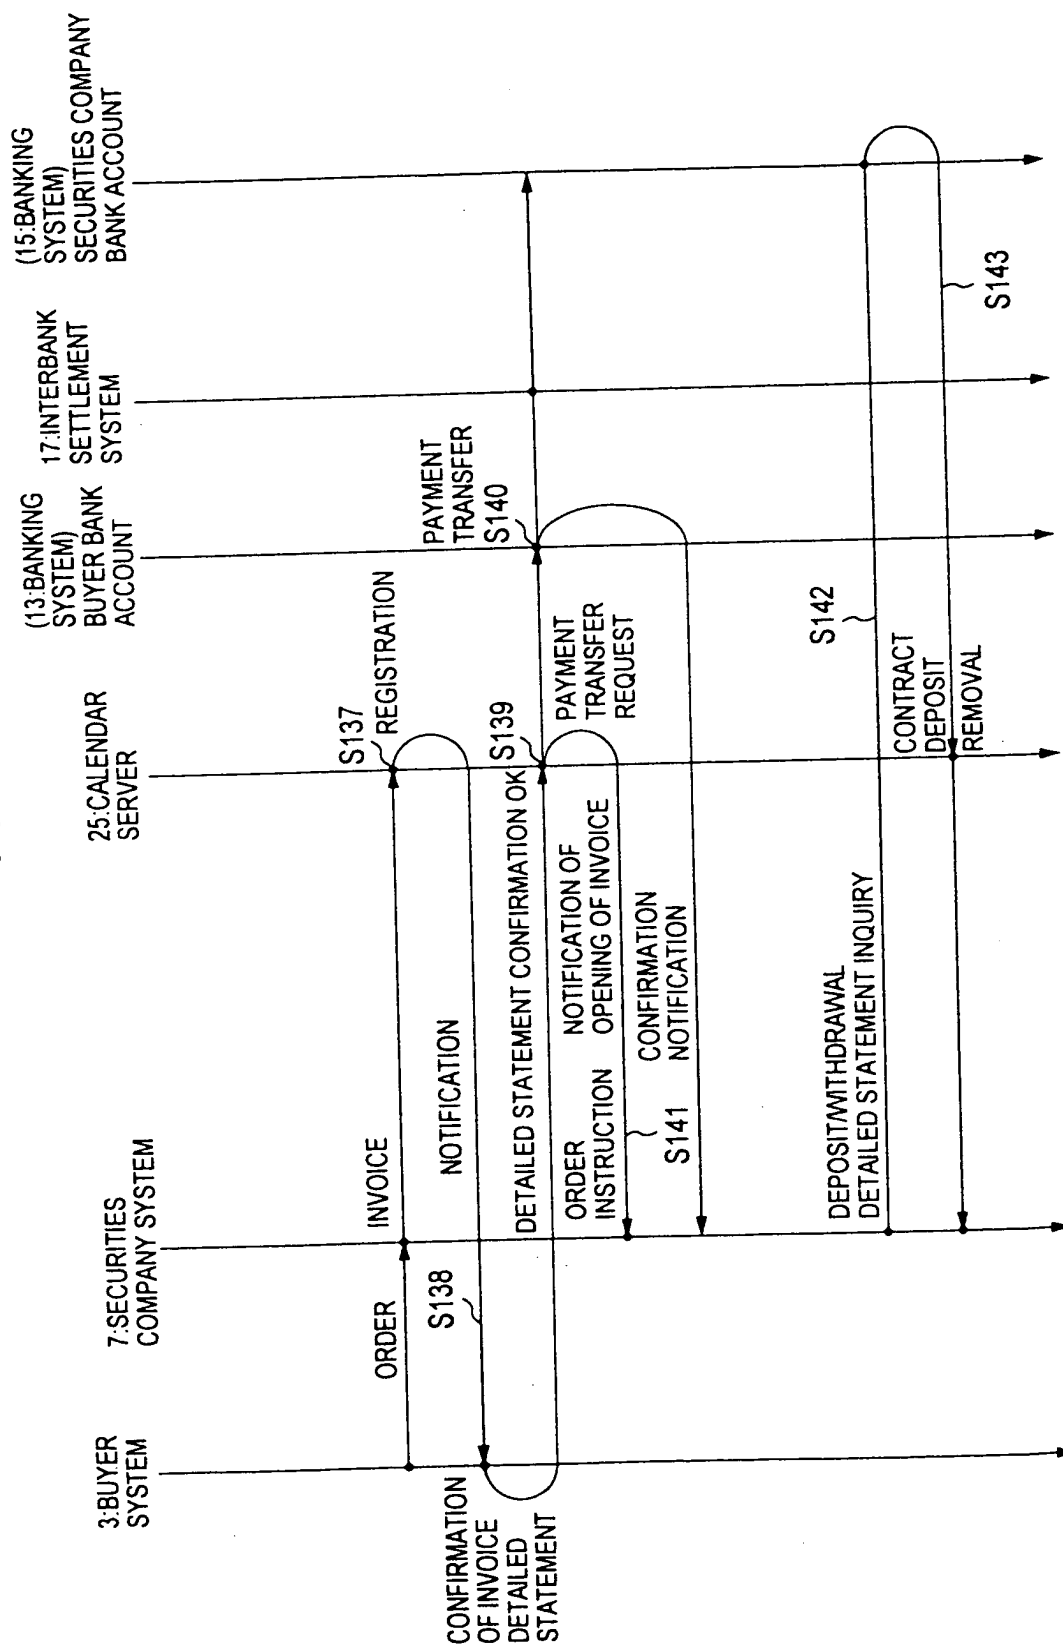 3:BUYER
SYSTEM
7:SECURITIES
COMPANY SYSTEM
25:CALENDAR
SERVER
(13:BANKING
SYSTEM)
BUYER BANK
ACCOUNT
17:INTERBANK
SETTLEMENT
SYSTEM
(15:BANKING
SYSTEM)
SECURITIES COMPANY
BANK ACCOUNT
ORDER
INVOICE
S137
REGISTRATION
NOTIFICATION
S138
CONFIRMATION
OF INVOICE
DETAILED
STATEMENT
DETAILED STATEMENT CONFIRMATION OK
S139
PAYMENT
TRANSFER
REQUEST
PAYMENT
TRANSFER
S140
ORDER
INSTRUCTION
NOTIFICATION OF
OPENING OF INVOICE
S141
CONFIRMATION
NOTIFICATION
DEPOSIT/WITHDRAWAL
DETAILED STATEMENT INQUIRY
S142
CONTRACT
DEPOSIT
REMOVAL
S143